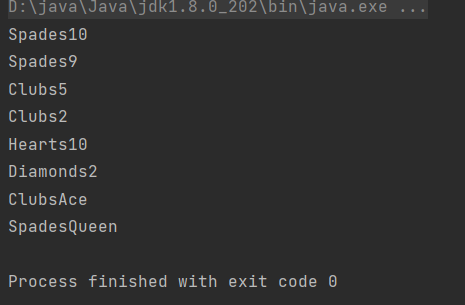 D:\java\Java\jdk1.8.0_202\bin\java.exe ...
Spades10
Spades9
Clubs5
Clubs2
Hearts10
Diamonds2
ClubsAce
SpadesQueen
Process finished with exit code 0